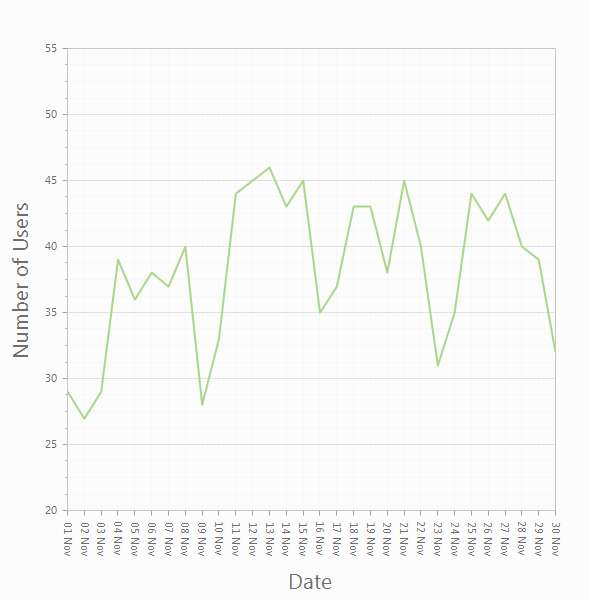 55
50
45
40
35
30
25
20
Number of Users
01 Nov
02 Nov
03 Nov
04 Nov
05 Nov
06 Nov
07 Nov
08 Nov
09 Nov
10 Nov
11 Nov
12 Nov
13 Nov
14 Nov
15 Nov
16 Nov
17 Nov
18 Nov
19 Nov
20 Nov
21 Nov
22 Nov
23 Nov
24 Nov
25 Nov
26 Nov
27 Nov
28 Nov
29 Nov
30 Nov
Date